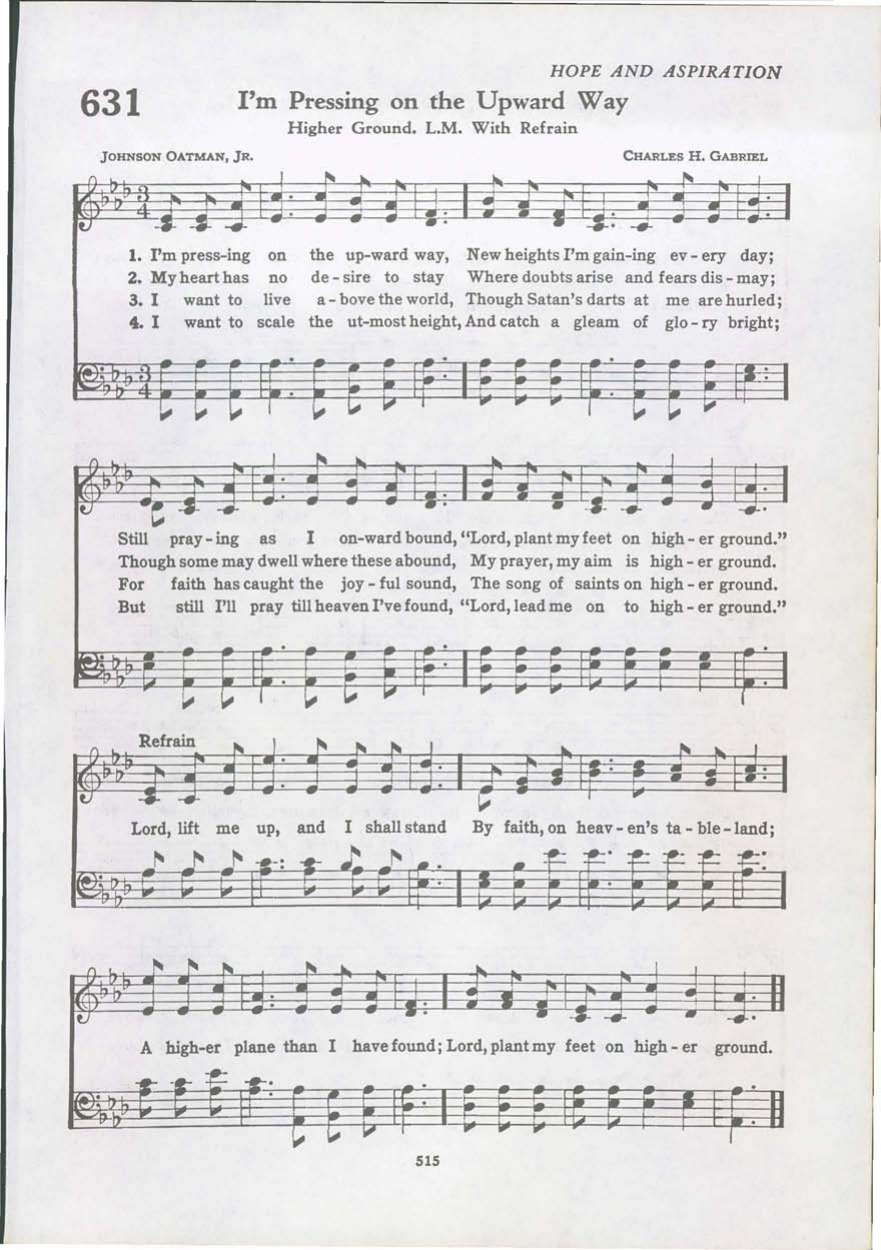 HOPE AND ASPIRATION
631
I'm Pressing on the Upward Way
Higher Ground. L.M. With Refrain
JOHNSON OATMAN, JR. CHARLES H. GABRIEL
3
4
1. I'm press-ing on the up-ward way, New heights I'm gain-ing ev-ery day;
2. My heart has no de-sire to stay Where doubts arise and fears dis-may;
3. I want to live a-bove the world, Though Satan's darts at me are hurled;
4. I want to scale the ut-most height, And catch a gleam of glo-ry bright;
3
4
Still pray-ing as I on-ward bound, "Lord, plant my feet on high-er ground."
Though some may dwell where these abound, My prayer, my aim is high-er ground.
For faith has caught the joy-ful sound, The song of saints on high-er ground.
But still I'll pray till heaven I've found, "Lord, lead me on to high-er ground."
Refrain
Lord, lift me up, and I shall stand By faith, on heav-en's ta-ble-land;
A high-er plane than I have found; Lord, plant my feet on high-er ground.
515